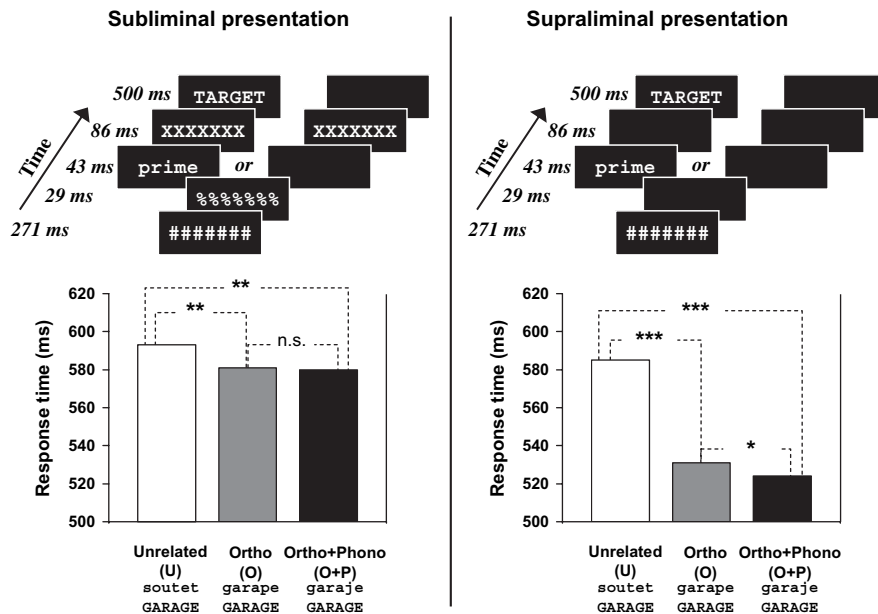 Subliminal presentation
500 ms
TARGET
86 ms
XXXXXXX
XXXXXXX
43 ms
prime
or
29 ms
%%%%%%%
271 ms
#######
Time
Response time (ms)
620
600
580
560
540
520
500
**
**
n.s.
Unrelated
(U)
soutet
GARAGE
Ortho
(O)
garape
GARAGE
Ortho+Phono
(O+P)
garaje
GARAGE
Supraliminal presentation
500 ms
TARGET
86 ms
43 ms
prime
or
29 ms
271 ms
#######
Time
Response time (ms)
620
600
580
560
540
520
500
***
***
*
Unrelated
(U)
soutet
GARAGE
Ortho
(O)
garape
GARAGE
Ortho+Phono
(O+P)
garaje
GARAGE